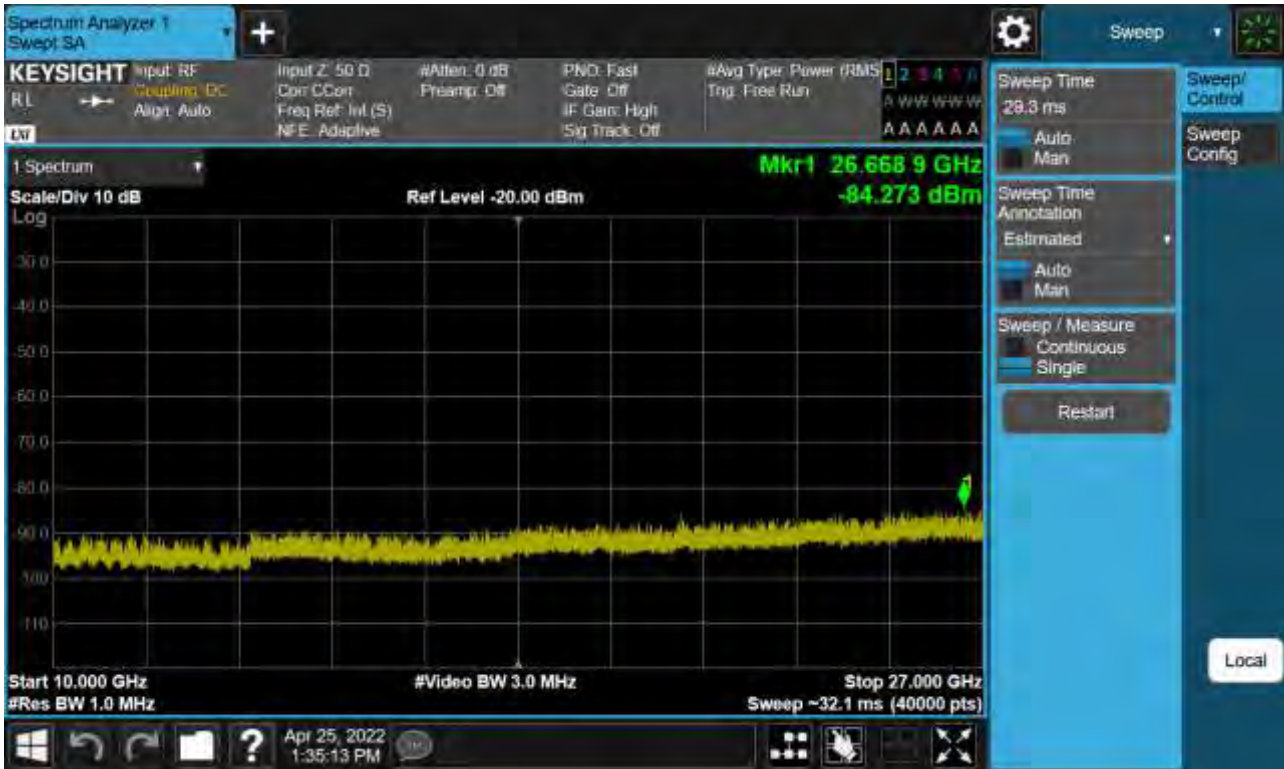 Spectrum Analyzer 1
Swept SA
Sweep
KEYSIGHT
RL
Input: RF
Coupling: DC
Align: Auto
Input Z: 50 Ω
Corr CCorr
Freq Ref: Int (S)
NFE: Adaptive
#Atten: 0 dB
Preamp: Off
PNO: Fast
Gate: Off
IF Gain: High
Sig Track: Off
#Avg Type: Power (RMS
Trig: Free Run
1 2 3 4 5 6
A W W W W W
A A A A A A
1 Spectrum
Scale/Div 10 dB
Ref Level -20.00 dBm
Mkr1 26.668 9 GHz
-84.273 dBm
Log
-30.0
-40.0
-50.0
-60.0
-70.0
-80.0
-90.0
-100
-110
Start 10.000 GHz
#Res BW 1.0 MHz
#Video BW 3.0 MHz
Stop 27.000 GHz
Sweep ~32.1 ms (40000 pts)
Sweep Time
29.3 ms
Auto
Man
Sweep Time
Annotation
Estimated
Auto
Man
Sweep / Measure
Continuous
Single
Restart
Sweep/
Control
Sweep
Config
Local
?
Apr 25, 2022
1:35:13 PM